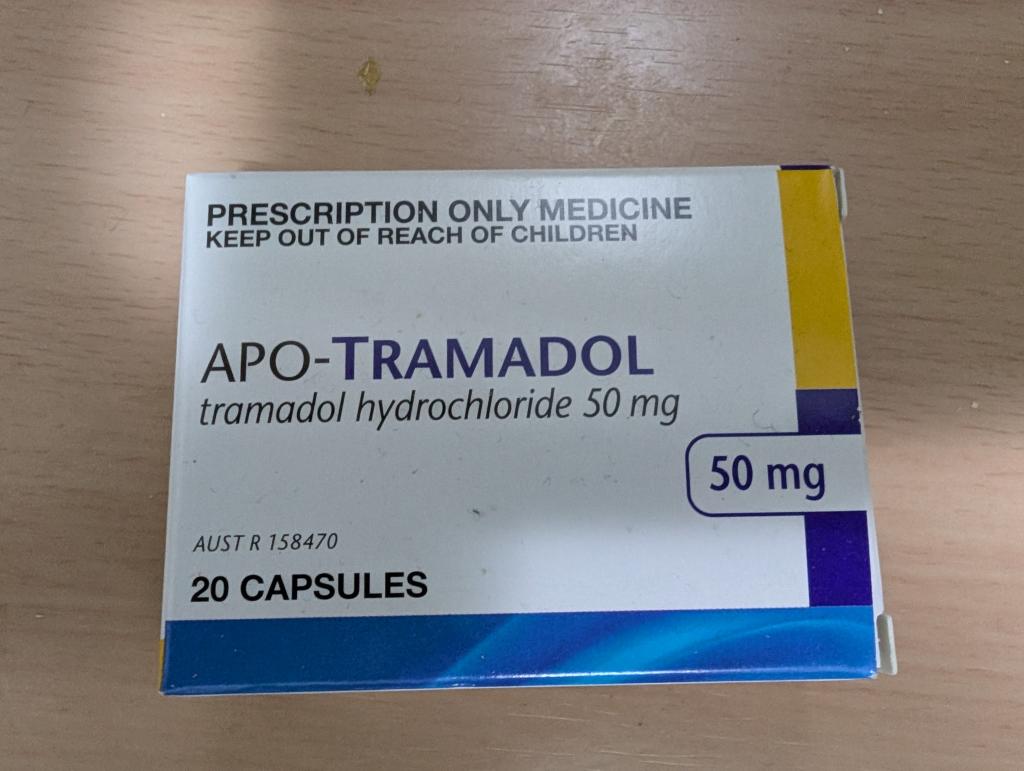 PRESCRIPTION ONLY MEDICINE
KEEP OUT OF REACH OF CHILDREN
APO-TRAMADOL
tramadol hydrochloride 50 mg
50 mg
AUST R 158470
20 CAPSULES